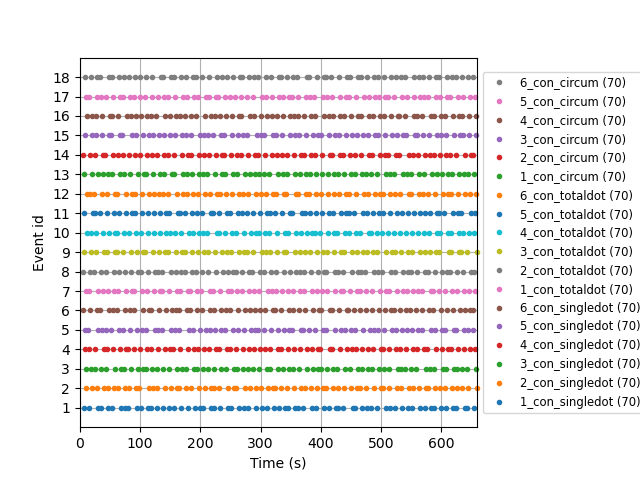 18
17
16
15
14
13
12
11
10
9
8
7
6
5
4
3
2
1
Event id
0 100 200 300 400 500 600
Time (s)
6_con_circum (70)
5_con_circum (70)
4_con_circum (70)
3_con_circum (70)
2_con_circum (70)
1_con_circum (70)
6_con_totaldot (70)
5_con_totaldot (70)
4_con_totaldot (70)
3_con_totaldot (70)
2_con_totaldot (70)
1_con_totaldot (70)
6_con_singledot (70)
5_con_singledot (70)
4_con_singledot (70)
3_con_singledot (70)
2_con_singledot (70)
1_con_singledot (70)